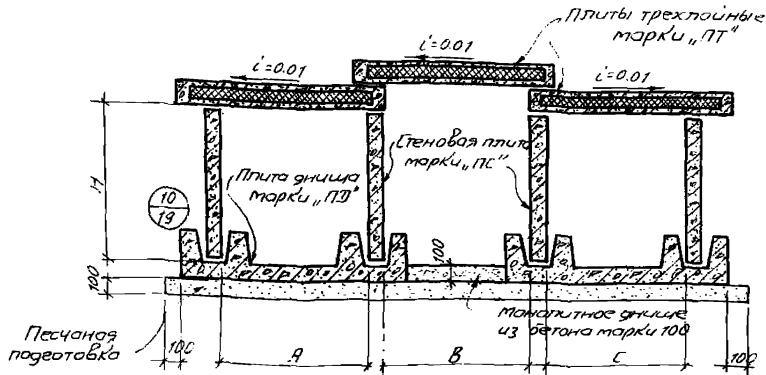 Плиты трехлойные
марки „ПТ"
i=0.01
i=0.01
i=0.01
Стеновая плита
марки „ПС"
Плита днища
марки „ПД"
H
10
19
100
100
Монолитное днище
из бетона марки 100
Песчаная
подготовка
100
A
B
C
100